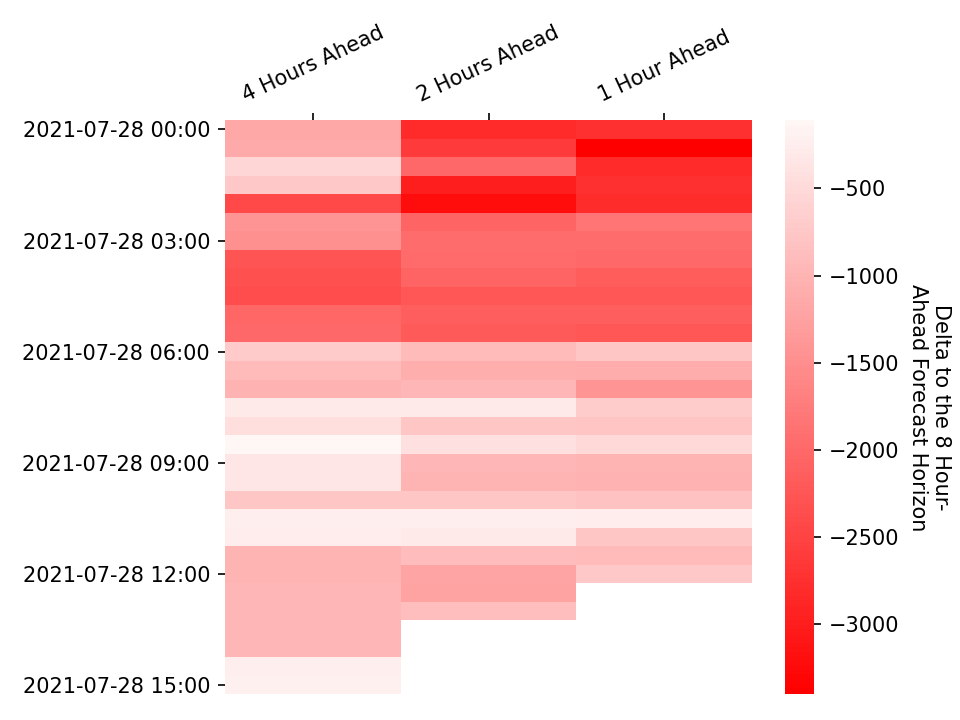 4 Hours Ahead
2 Hours Ahead
1 Hour Ahead
2021-07-28 00:00
2021-07-28 03:00
2021-07-28 06:00
2021-07-28 09:00
2021-07-28 12:00
2021-07-28 15:00
−500
−1000
−1500
−2000
−2500
−3000
Delta to the 8 Hour-
Ahead Forecast Horizon